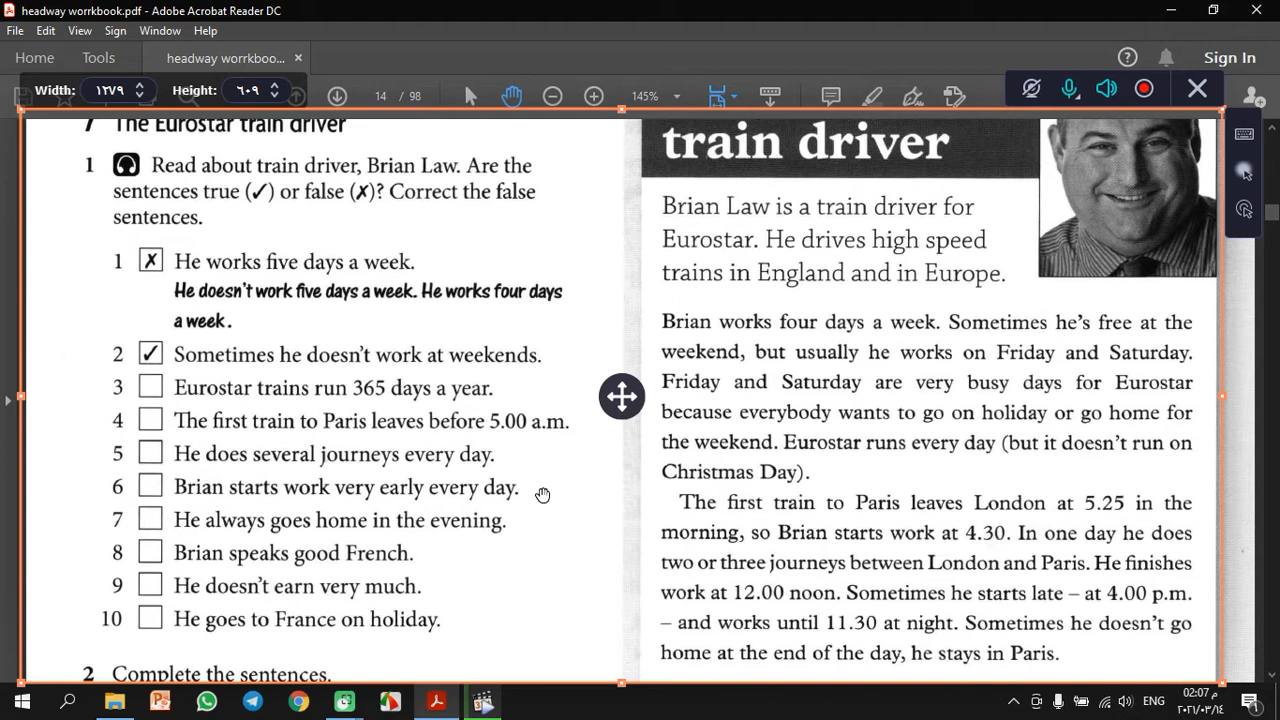 headway worrkbook.pdf - Adobe Acrobat Reader DC
File Edit View Sign Window Help
Home Tools headway worrkboo... × Sign In
Width: ١٢٧٩ Height: ٦٠٩ 14 / 98 145%
7 The Eurostar train driver
1 Read about train driver, Brian Law. Are the
sentences true (✓) or false (✗)? Correct the false
sentences.
1 ✗ He works five days a week.
He doesn't work five days a week. He works four days
a week.
2 ✓ Sometimes he doesn't work at weekends.
3 Eurostar trains run 365 days a year.
4 The first train to Paris leaves before 5.00 a.m.
5 He does several journeys every day.
6 Brian starts work very early every day.
7 He always goes home in the evening.
8 Brian speaks good French.
9 He doesn't earn very much.
10 He goes to France on holiday.
2 Complete the sentences.
train driver
Brian Law is a train driver for
Eurostar. He drives high speed
trains in England and in Europe.
Brian works four days a week. Sometimes he's free at the
weekend, but usually he works on Friday and Saturday.
Friday and Saturday are very busy days for Eurostar
because everybody wants to go on holiday or go home for
the weekend. Eurostar runs every day (but it doesn't run on
Christmas Day).
The first train to Paris leaves London at 5.25 in the
morning, so Brian starts work at 4.30. In one day he does
two or three journeys between London and Paris. He finishes
work at 12.00 noon. Sometimes he starts late – at 4.00 p.m.
– and works until 11.30 at night. Sometimes he doesn't go
home at the end of the day, he stays in Paris.
ENG
02:07 م
٢٠٢١/٠٣/١٤